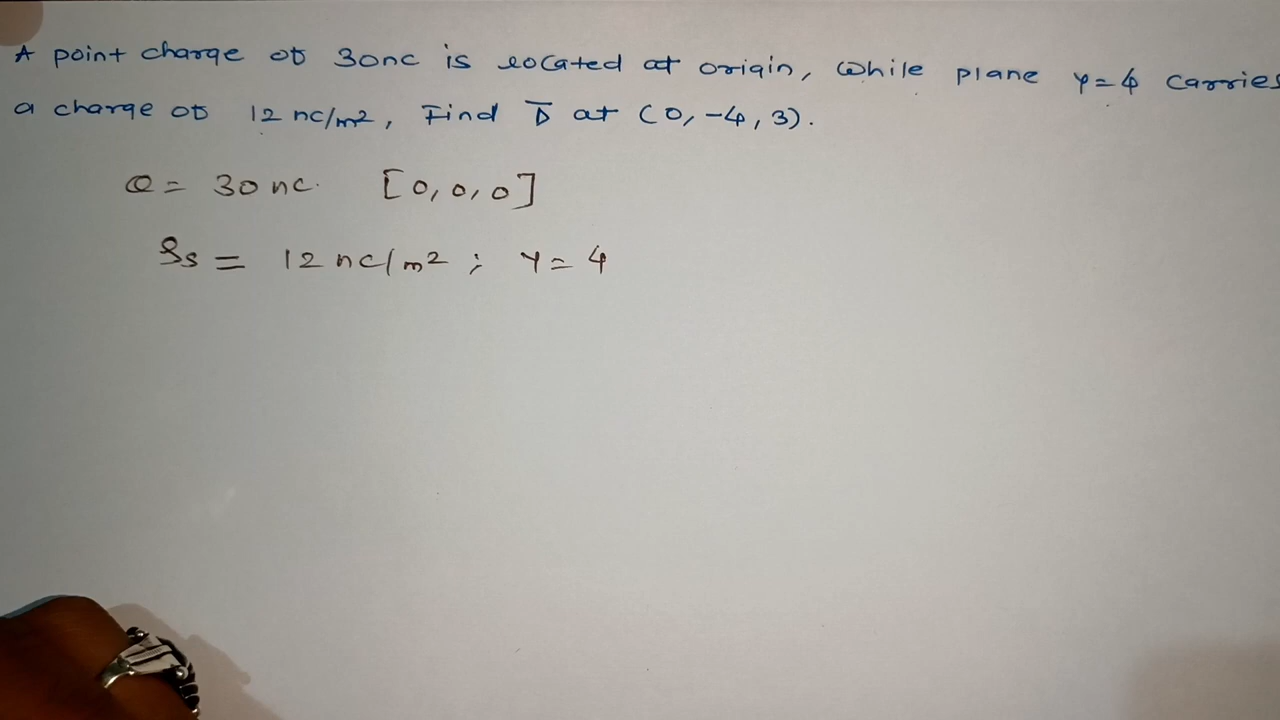 A point charge of 30nc is located at origin, while plane y=4 carries
a charge of 12 nc/m2, Find D̅ at (0,-4,3).
Q = 30 nc. [0,0,0]
ρs = 12 nc/m2 ; Y=4